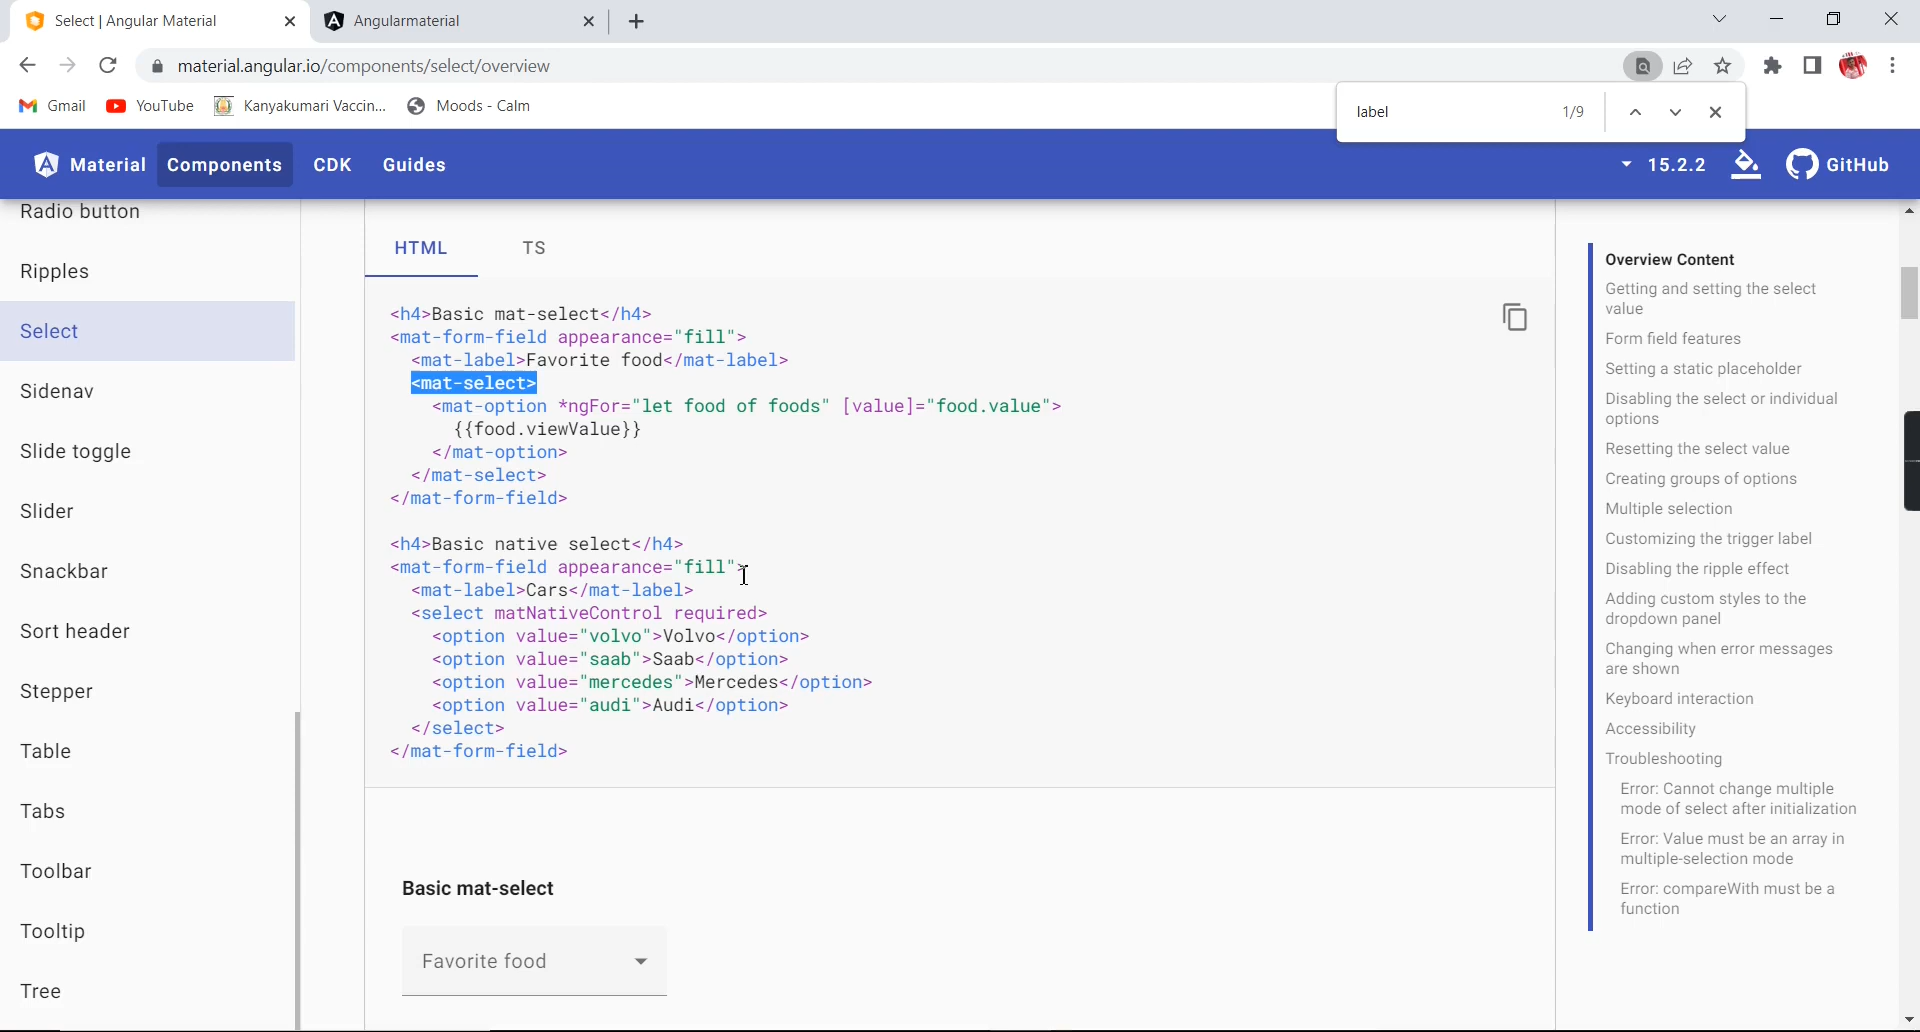 Select | Angular Material
Angularmaterial
material.angular.io/components/select/overview
Gmail
YouTube
Kanyakumari Vaccin...
Moods - Calm
label
1/9
Material
Components
CDK
Guides
15.2.2
GitHub
Radio button
Ripples
Select
Sidenav
Slide toggle
Slider
Snackbar
Sort header
Stepper
Table
Tabs
Toolbar
Tooltip
Tree
HTML
TS
<h4>Basic mat-select</h4>
<mat-form-field appearance="fill">
<mat-label>Favorite food</mat-label>
<mat-select>
<mat-option *ngFor="let food of foods" [value]="food.value">
{{food.viewValue}}
</mat-option>
</mat-select>
</mat-form-field>
<h4>Basic native select</h4>
<mat-form-field appearance="fill">
<mat-label>Cars</mat-label>
<select matNativeControl required>
<option value="volvo">Volvo</option>
<option value="saab">Saab</option>
<option value="mercedes">Mercedes</option>
<option value="audi">Audi</option>
</select>
</mat-form-field>
Basic mat-select
Favorite food
Overview Content
Getting and setting the select
value
Form field features
Setting a static placeholder
Disabling the select or individual
options
Resetting the select value
Creating groups of options
Multiple selection
Customizing the trigger label
Disabling the ripple effect
Adding custom styles to the
dropdown panel
Changing when error messages
are shown
Keyboard interaction
Accessibility
Troubleshooting
Error: Cannot change multiple
mode of select after initialization
Error: Value must be an array in
multiple-selection mode
Error: compareWith must be a
function